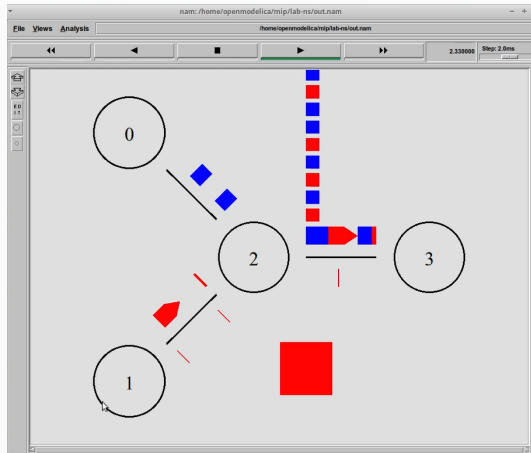 nam: /home/openmodelica/mip/lab-ns/out.nam
File Views Analysis /home/openmodelica/mip/lab-ns/out.nam
2.330000 Step: 2.0ms
E D
I T
0
2
3
1